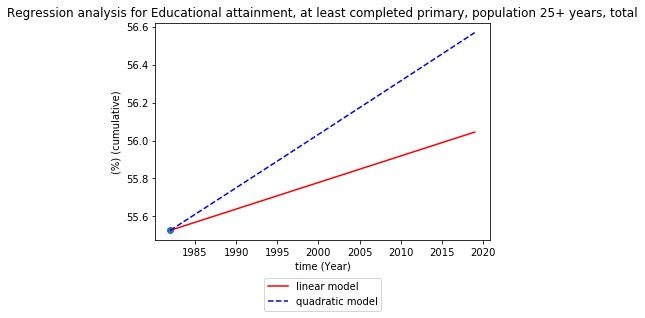 Regression analysis for Educational attainment, at least completed primary, population 25+ years, total
56.6
56.4
56.2
56.0
55.8
55.6
(%) (cumulative)
1985 1990 1995 2000 2005 2010 2015 2020
time (Year)
linear model
quadratic model